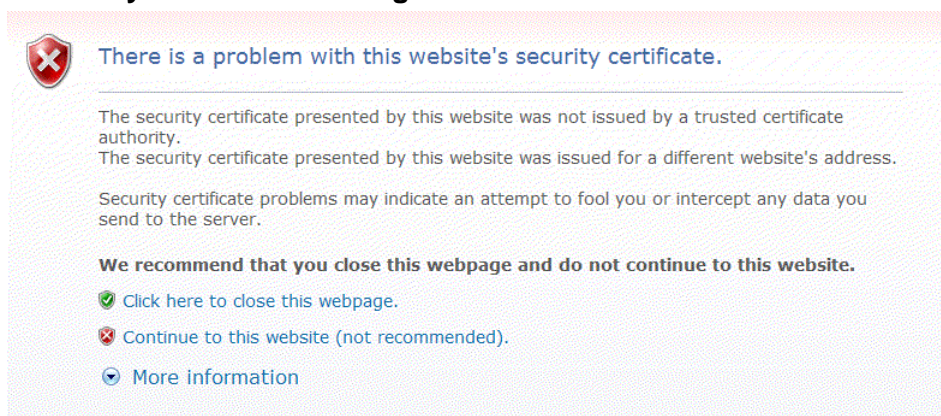 There is a problem with this website's security certificate.
The security certificate presented by this website was not issued by a trusted certificate
authority.
The security certificate presented by this website was issued for a different website's address.
Security certificate problems may indicate an attempt to fool you or intercept any data you
send to the server.
We recommend that you close this webpage and do not continue to this website.
Click here to close this webpage.
Continue to this website (not recommended).
More information